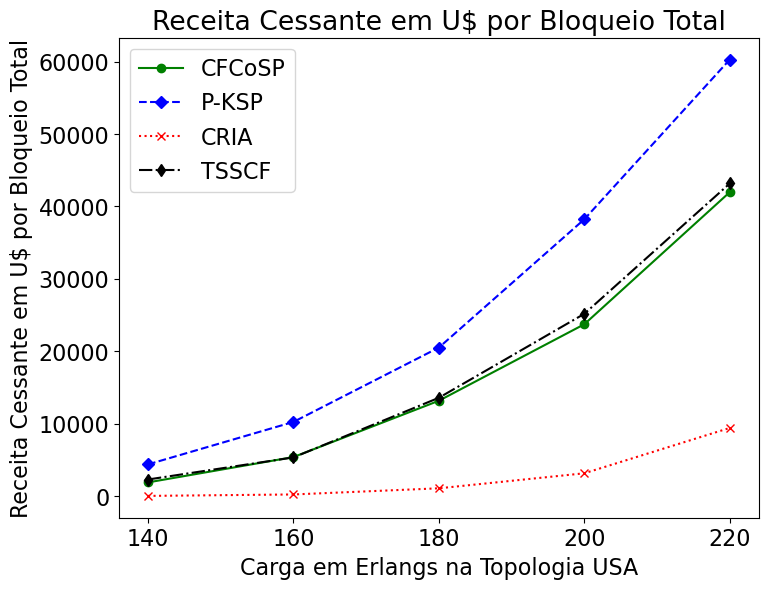 Receita Cessante em U$ por Bloqueio Total
CFCoSP
P-KSP
CRIA
TSSCF
Receita Cessante em U$ por Bloqueio Total
60000
50000
40000
30000
20000
10000
0
140 160 180 200 220
Carga em Erlangs na Topologia USA